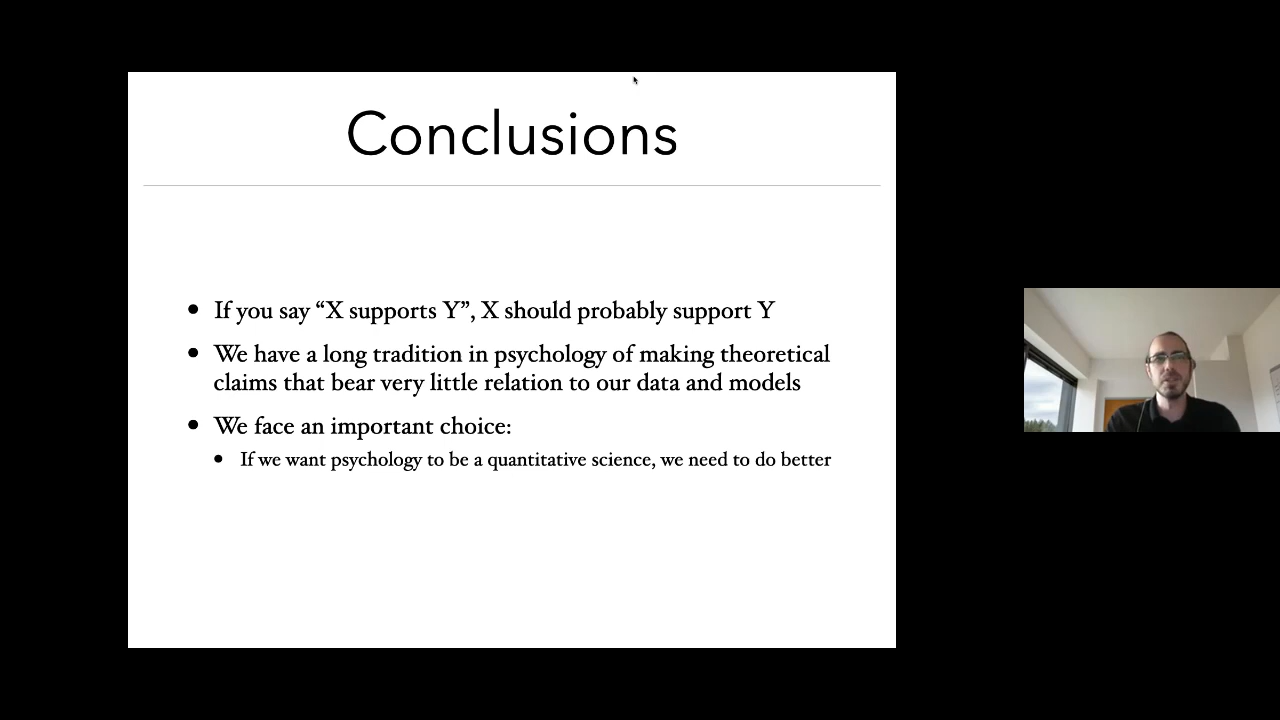 Conclusions
• If you say “X supports Y”, X should probably support Y
• We have a long tradition in psychology of making theoretical
claims that bear very little relation to our data and models
• We face an important choice:
• If we want psychology to be a quantitative science, we need to do better